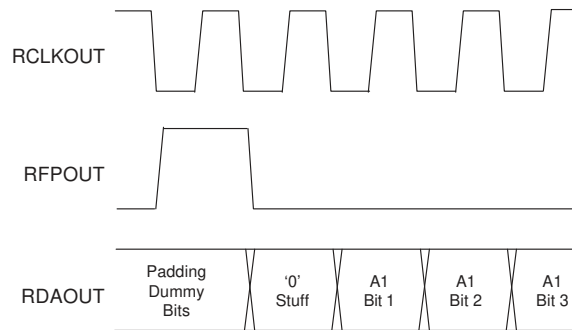 RCLKOUT
RFPOUT
RDAOUT
Padding
Dummy
Bits
'0'
Stuff
A1
Bit 1
A1
Bit 2
A1
Bit 3